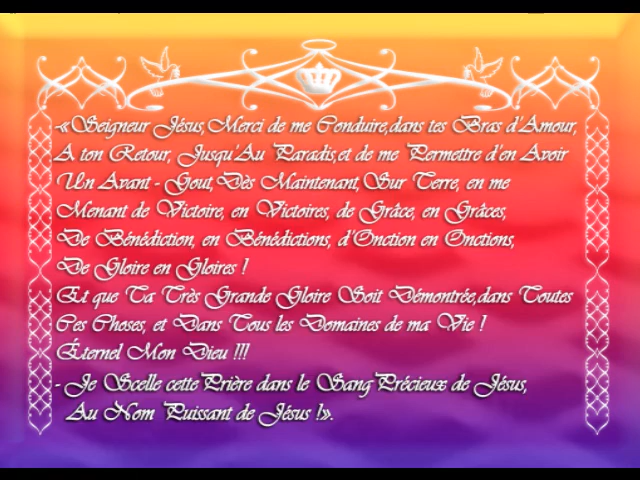 -«Seigneur Jésus,Merci de me Conduire,dans tes Bras d'Amour,
A ton Retour, Jusqu'Au Paradis,et de me Permettre d'en Avoir
Un Avant - Gout,Dès Maintenant,Sur Terre, en me
Menant de Victoire, en Victoires, de Grâce, en Grâces,
De Bénédiction, en Bénédictions, d'Onction en Onctions,
De Gloire en Gloires !
Et que Ta Très Grande Gloire Soit Démontrée,dans Toutes
Ces Choses, et Dans Tous les Domaines de ma Vie !
Éternel Mon Dieu !!!
- Je Scelle cette Prière dans le Sang Précieux de Jésus,
Au Nom Puissant de Jésus !».